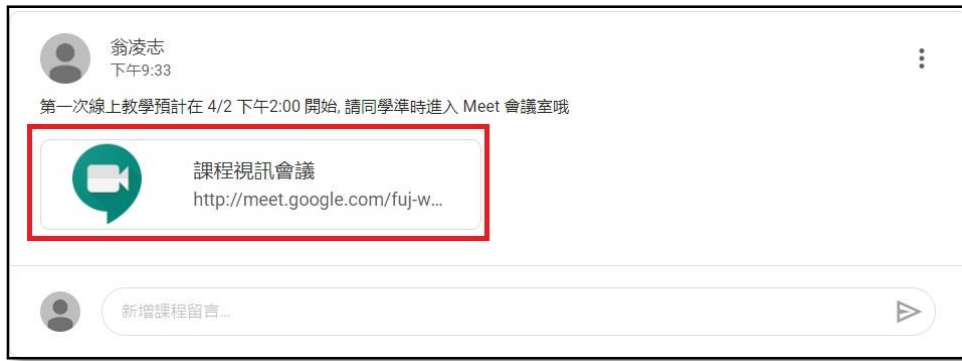 翁凌志
下午9:33
第一次線上教學預計在 4/2 下午2:00 開始, 請同學準時進入 Meet 會議室哦
課程視訊會議
http://meet.google.com/fuj-w...
新增課程留言...